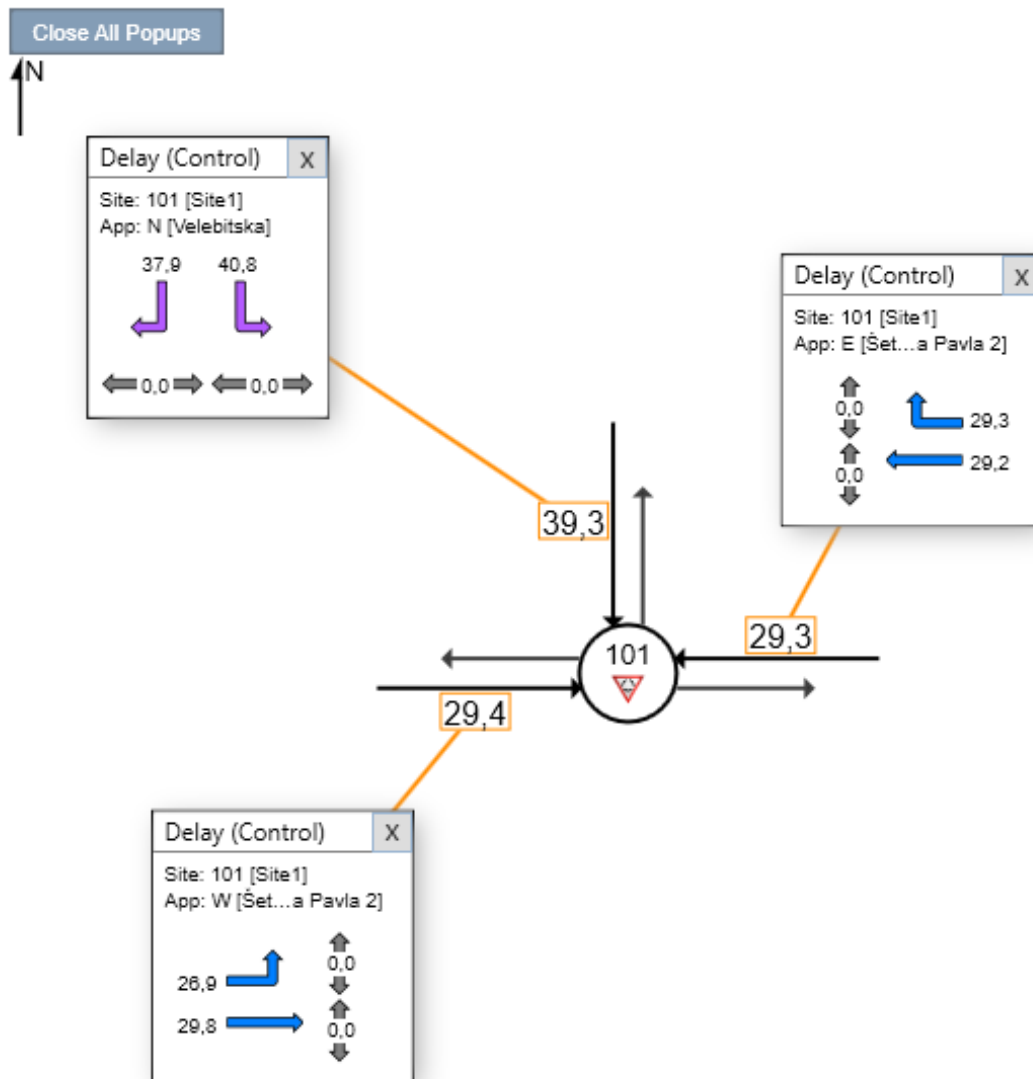 Close All Popups
N
Delay (Control) X
Site: 101 [Site1]
App: N [Velebitska]
37,9 40,8
0,0 0,0
Delay (Control) X
Site: 101 [Site1]
App: E [Šet...a Pavla 2]
0,0
29,3
0,0
29,2
39,3
29,3
101
29,4
Delay (Control) X
Site: 101 [Site1]
App: W [Šet...a Pavla 2]
0,0
26,9
29,8
0,0